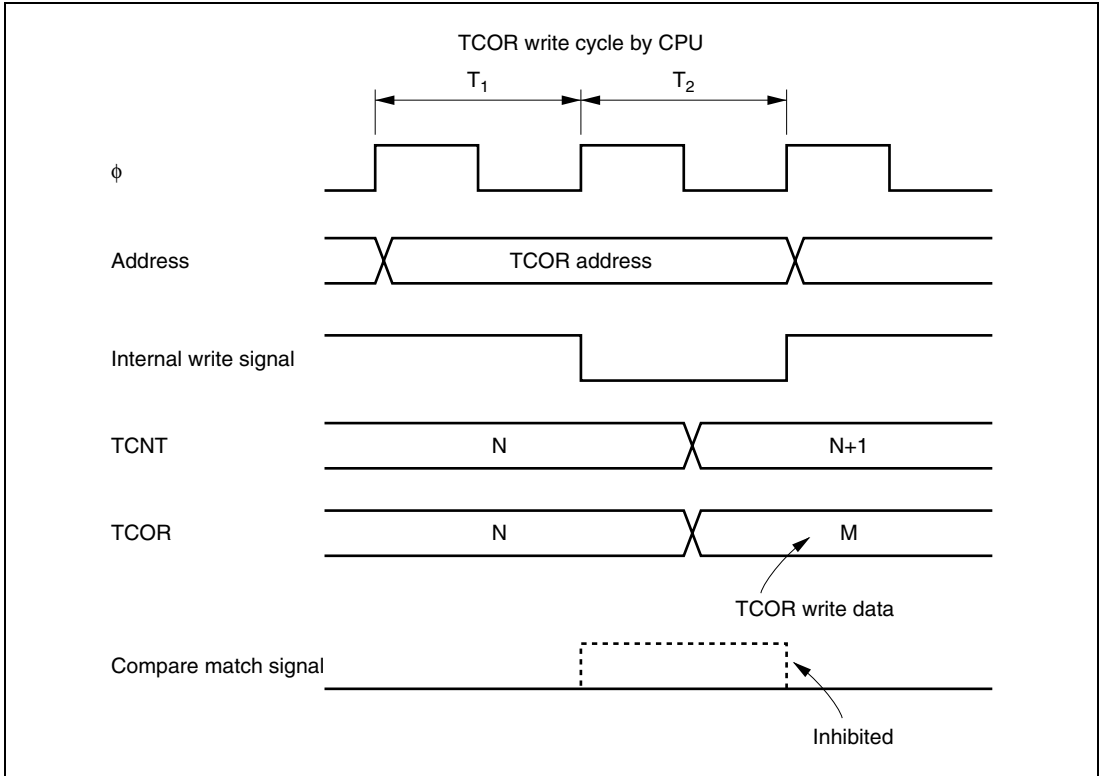 TCOR write cycle by CPU
T1 T2
ϕ
Address TCOR address
Internal write signal
TCNT N N+1
TCOR N M
TCOR write data
Compare match signal
Inhibited